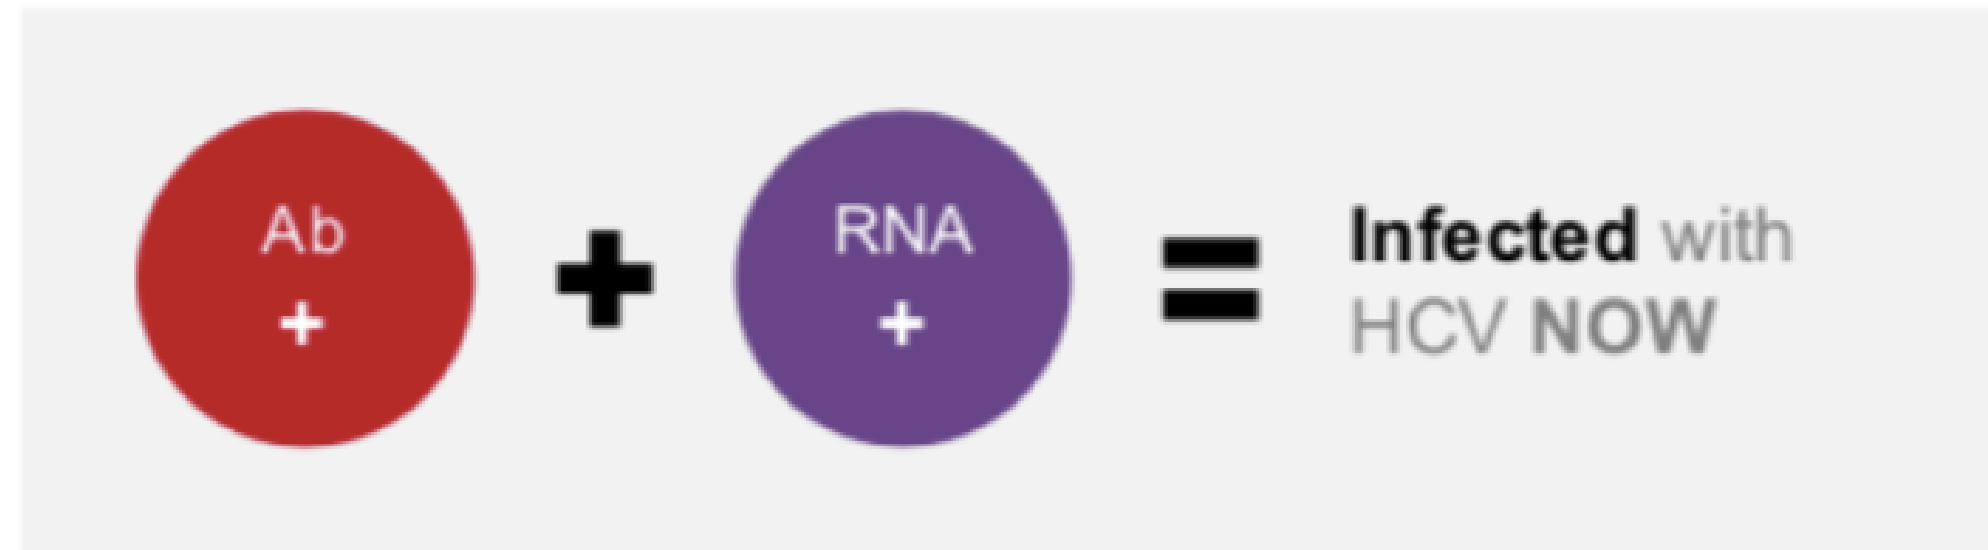 Ab
+
+
RNA
+
=
Infected with
HCV NOW